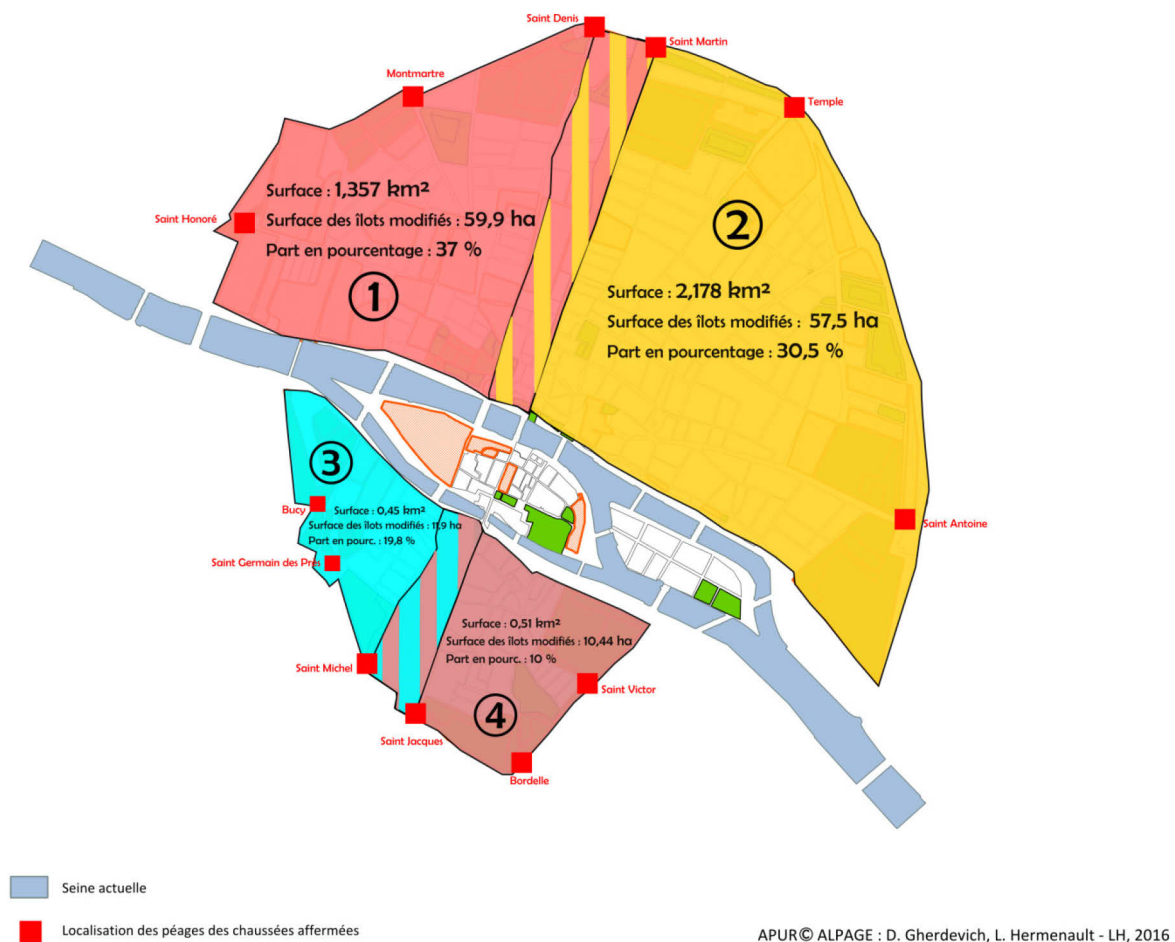 Saint Denis
Saint Martin
Montmartre
Temple
Surface : 1,357 km²
Surface des îlots modifiés : 59,9 ha
Part en pourcentage : 37 %
Saint Honoré
1
2
Surface : 2,178 km²
Surface des îlots modifiés : 57,5 ha
Part en pourcentage : 30,5 %
3
Bucy
Surface : 0,45 km²
Surface des îlots modifiés : 11,9 ha
Part en pourc. : 19,8 %
Saint Antoine
Saint Germain des Prés
Surface : 0,51 km²
Surface des îlots modifiés : 10,44 ha
Part en pourc. : 10 %
Saint Michel
Saint Victor
4
Saint Jacques
Bordelle
Seine actuelle
Localisation des péages des chaussées affermées
APUR© ALPAGE : D. Gherdevich, L. Hermenault - LH, 2016